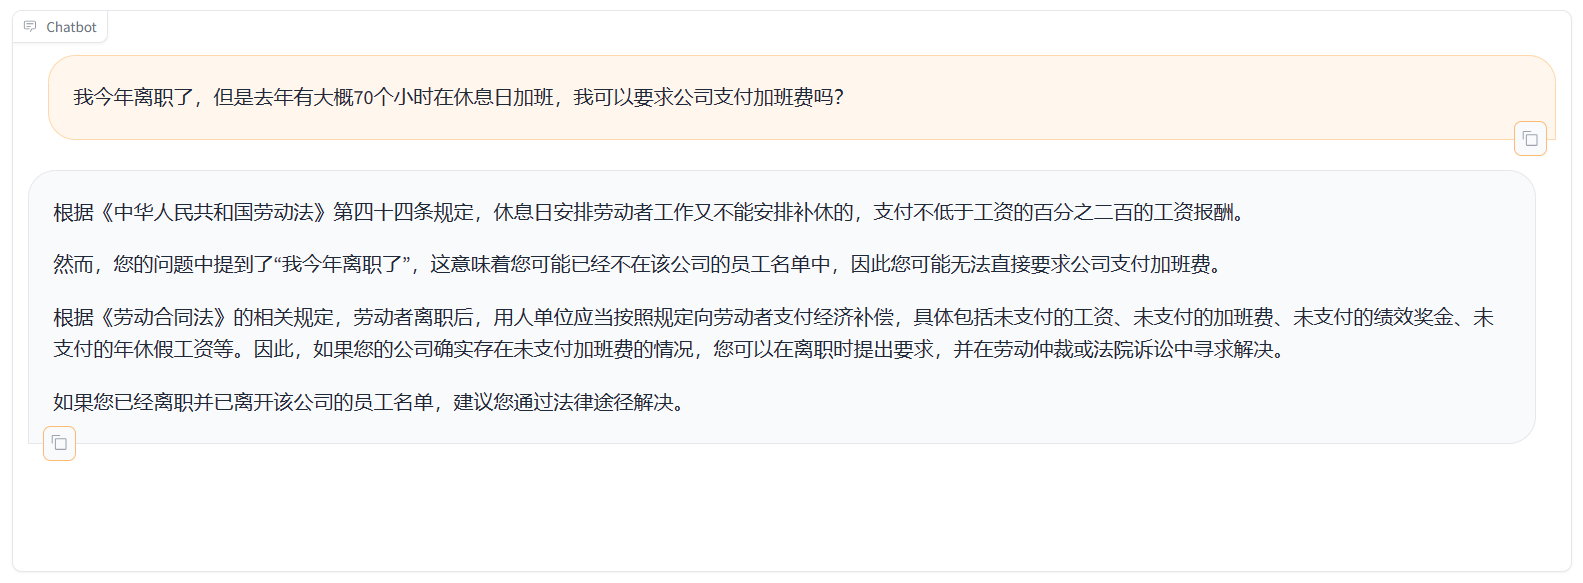 Chatbot
我今年离职了，但是去年有大概70个小时在休息日加班，我可以要求公司支付加班费吗？
根据《中华人民共和国劳动法》第四十四条规定，休息日安排劳动者工作又不能安排补休的，支付不低于工资的百分之二百的工资报酬。
然而，您的问题中提到了“我今年离职了”，这意味着您可能已经不在该公司的员工名单中，因此您可能无法直接要求公司支付加班费。
根据《劳动合同法》的相关规定，劳动者离职后，用人单位应当按照规定向劳动者支付经济补偿，具体包括未支付的工资、未支付的加班费、未支付的绩效奖金、未
支付的年休假工资等。因此，如果您的公司确实存在未支付加班费的情况，您可以在离职时提出要求，并在劳动仲裁或法院诉讼中寻求解决。
如果您已经离职并已离开该公司的员工名单，建议您通过法律途径解决。